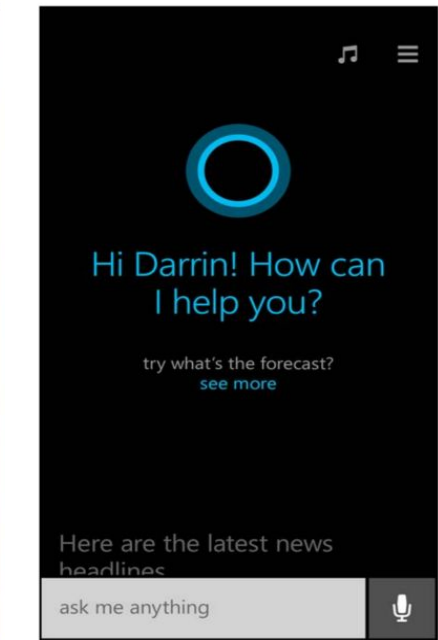 Hi Darrin! How can
I help you?
try what's the forecast?
see more
Here are the latest news
headlines
ask me anything